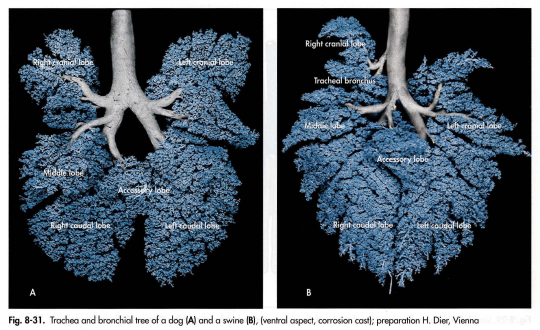 Right cranial lobe
Left cranial lobe
Middle lobe
Accessory lobe
Right caudal lobe
Left caudal lobe
A
Right cranial lobe
Tracheal bronchus
Middle lobe
Left cranial lobe
Accessory lobe
Right caudal lobe
Left caudal lobe
B
Fig. 8-31. Trachea and bronchial tree of a dog (A) and a swine (B), (ventral aspect, corrosion cast); preparation H. Dier, Vienna